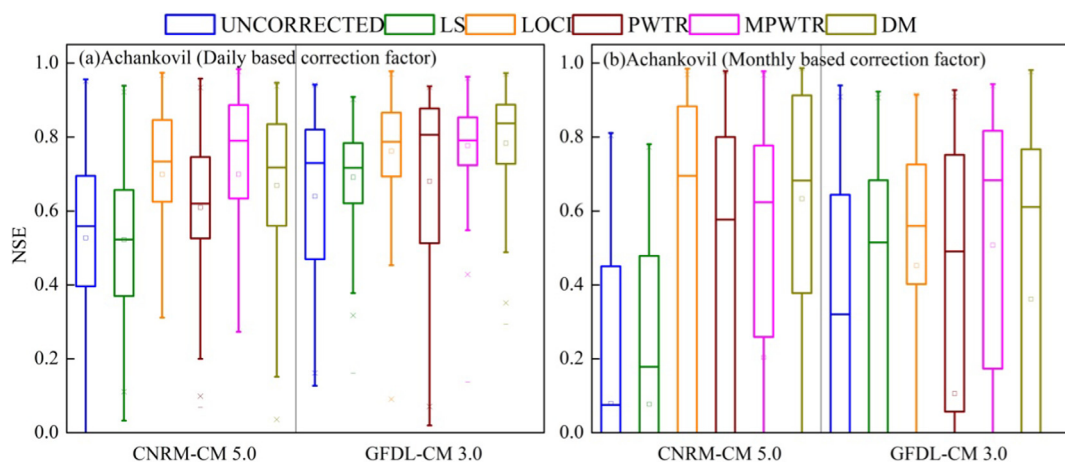 UNCORRECTED LS LOCI PWTR MPWTR DM
(a)Achankovil (Daily based correction factor)
(b)Achankovil (Monthly based correction factor)
1.0
0.8
0.6
0.4
0.2
0.0
NSE
1.0
0.8
0.6
0.4
0.2
0.0
CNRM-CM 5.0 GFDL-CM 3.0
CNRM-CM 5.0 GFDL-CM 3.0